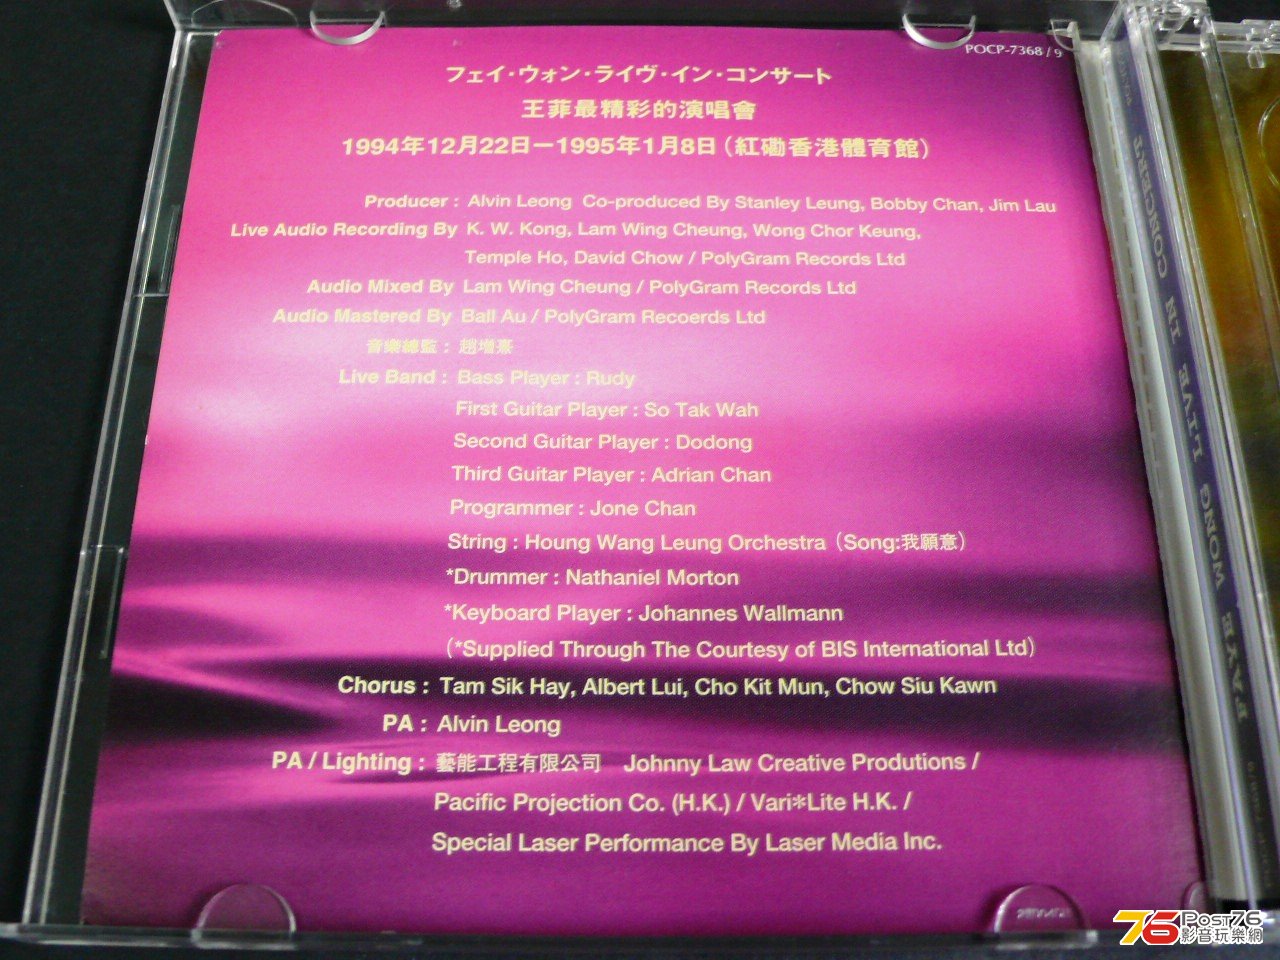 POCP-7368 / 9
フェイ・ウォン・ライヴ・イン・コンサート
王菲最精彩的演唱會
1994年12月22日ー1995年1月8日（紅磡香港體育館）
Producer : Alvin Leong Co-produced By Stanley Leung, Bobby Chan, Jim Lau
Live Audio Recording By K. W. Kong, Lam Wing Cheung, Wong Chor Keung,
Temple Ho, David Chow / PolyGram Records Ltd
Audio Mixed By Lam Wing Cheung / PolyGram Records Ltd
Audio Mastered By Ball Au / PolyGram Recoerds Ltd
音樂總監 : 趙增熹
Live Band : Bass Player : Rudy
First Guitar Player : So Tak Wah
Second Guitar Player : Dodong
Third Guitar Player : Adrian Chan
Programmer : Jone Chan
String : Houng Wang Leung Orchestra（Song:我願意）
*Drummer : Nathaniel Morton
*Keyboard Player : Johannes Wallmann
（*Supplied Through The Courtesy of BIS International Ltd）
Chorus : Tam Sik Hay, Albert Lui, Cho Kit Mun, Chow Siu Kawn
PA : Alvin Leong
PA / Lighting : 藝能工程有限公司 Johnny Law Creative Produtions /
Pacific Projection Co. (H.K.) / Vari*Lite H.K. /
Special Laser Performance By Laser Media Inc.
FAYE WONG LIVE IN CONCERT
76 Post76
影音玩樂網